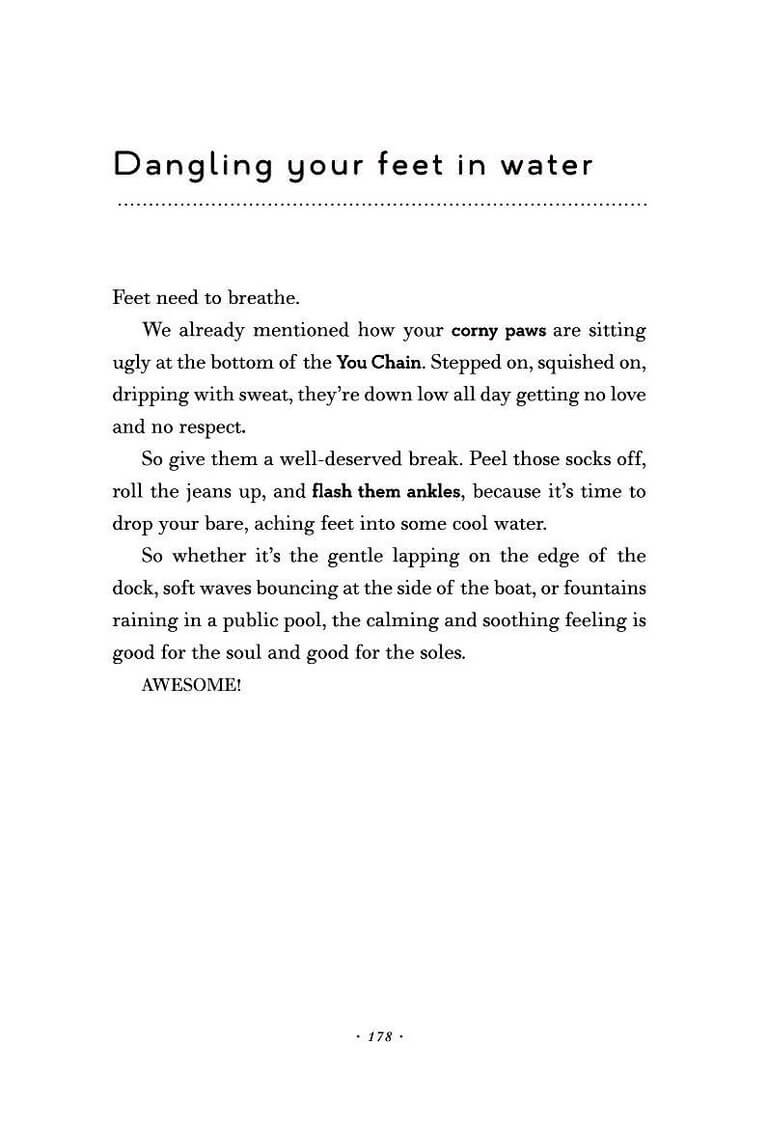 Dangling your feet in water
Feet need to breathe.
We already mentioned how your corny paws are sitting
ugly at the bottom of the You Chain. Stepped on, squished on,
dripping with sweat, they’re down low all day getting no love
and no respect.
So give them a well-deserved break. Peel those socks off,
roll the jeans up, and flash them ankles, because it’s time to
drop your bare, aching feet into some cool water.
So whether it’s the gentle lapping on the edge of the
dock, soft waves bouncing at the side of the boat, or fountains
raining in a public pool, the calming and soothing feeling is
good for the soul and good for the soles.
AWESOME!
· 178 ·